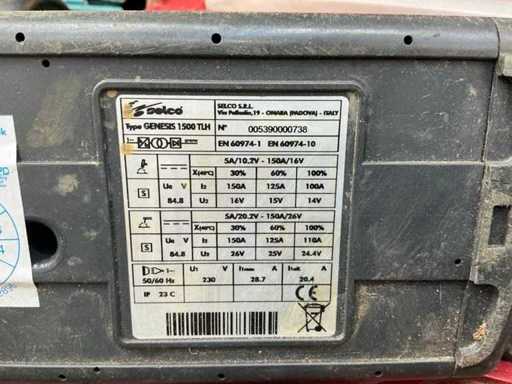 Selco
SELCO S.R.L.
Via Palladio,19 - ONARA (PADOVA) - ITALY
Type GENESIS 1500 TLH N° 005390000738
EN 60974-1 EN 60974-10
5A/10.2V - 150A/16V
X(40°C) 30% 60% 100%
S U0 V I2 150A 125A 100A
84.8 U2 16V 15V 14V
5A/20.2V - 150A/26V
X(40°C) 30% 60% 100%
S U0 V I2 150A 125A 110A
84.8 U2 26V 25V 24.4V
1~ U1 V I1max A I1eff A
50/60 Hz 230 28.7 20.4
IP 23 C
CE